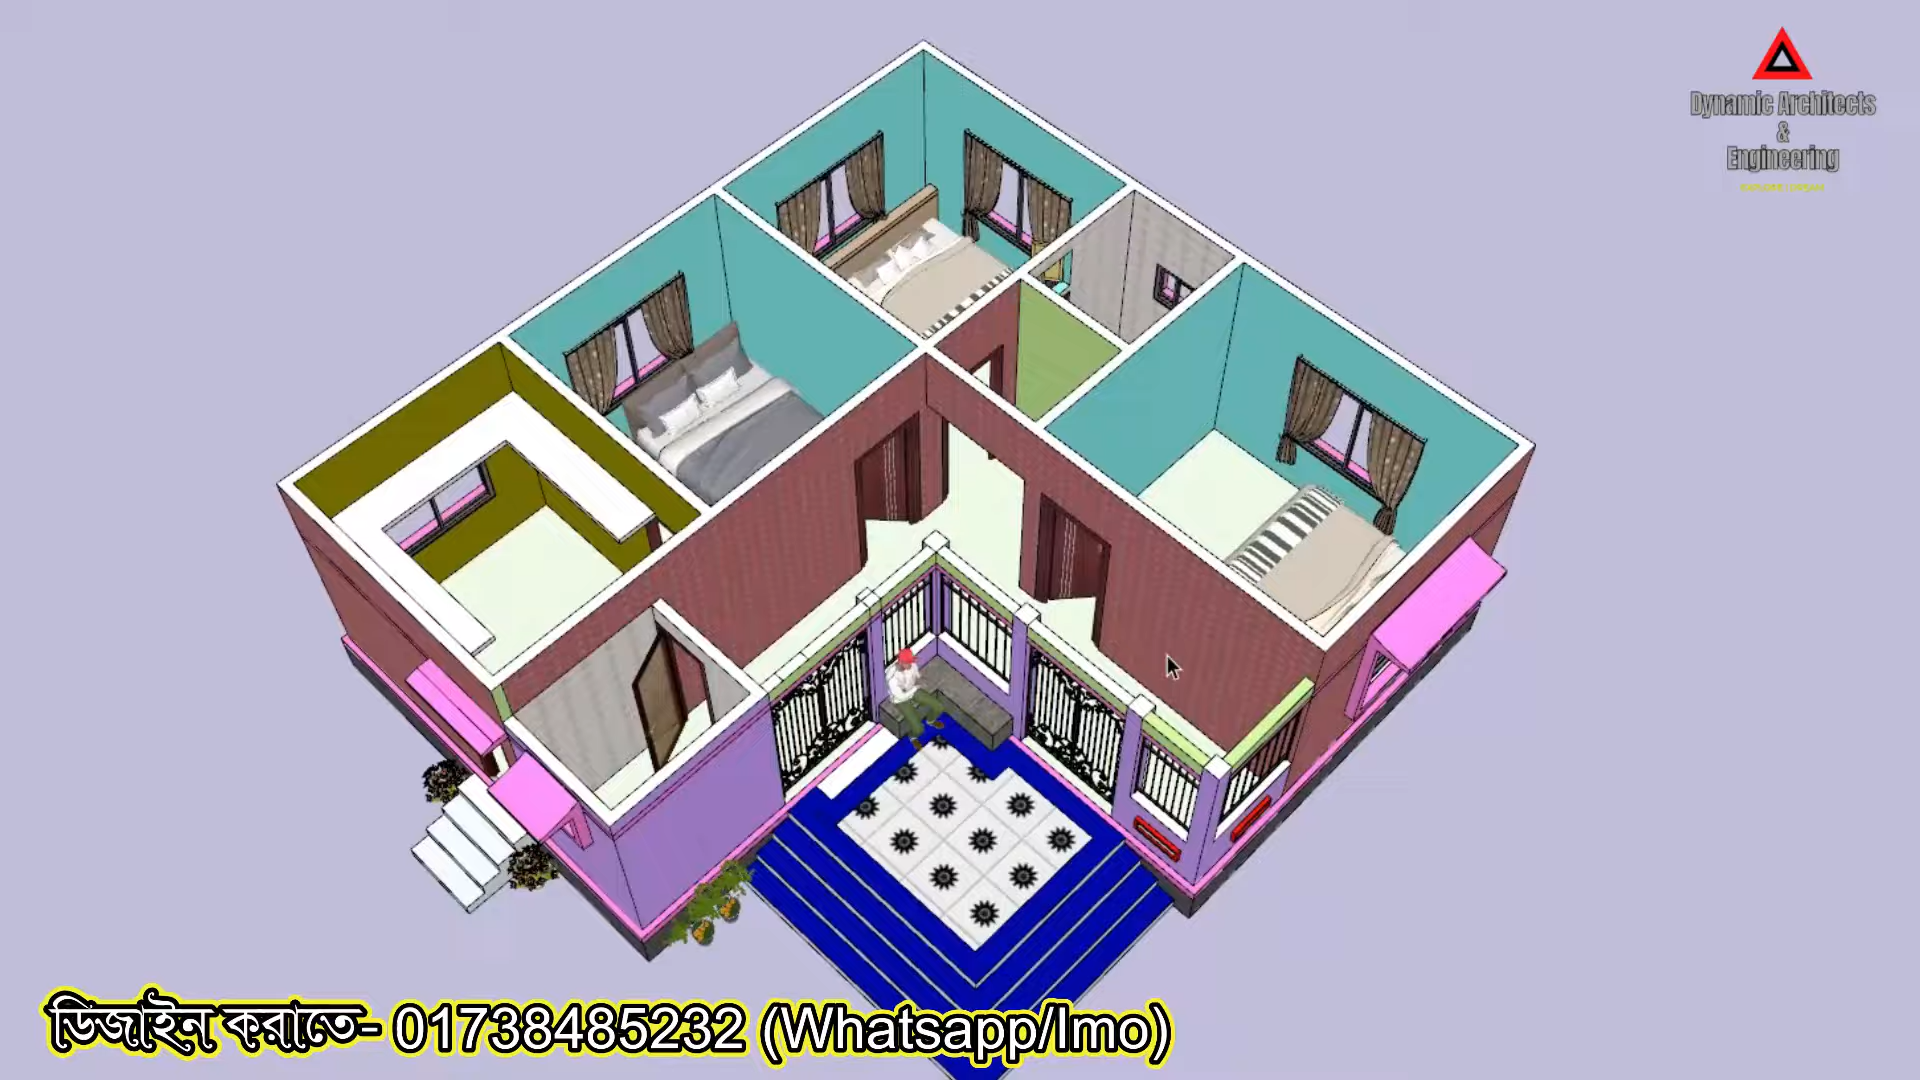 Dynamic Architects
&
Engineering
ডিজাইন করাতে- 01738485232 (Whatsapp/Imo)